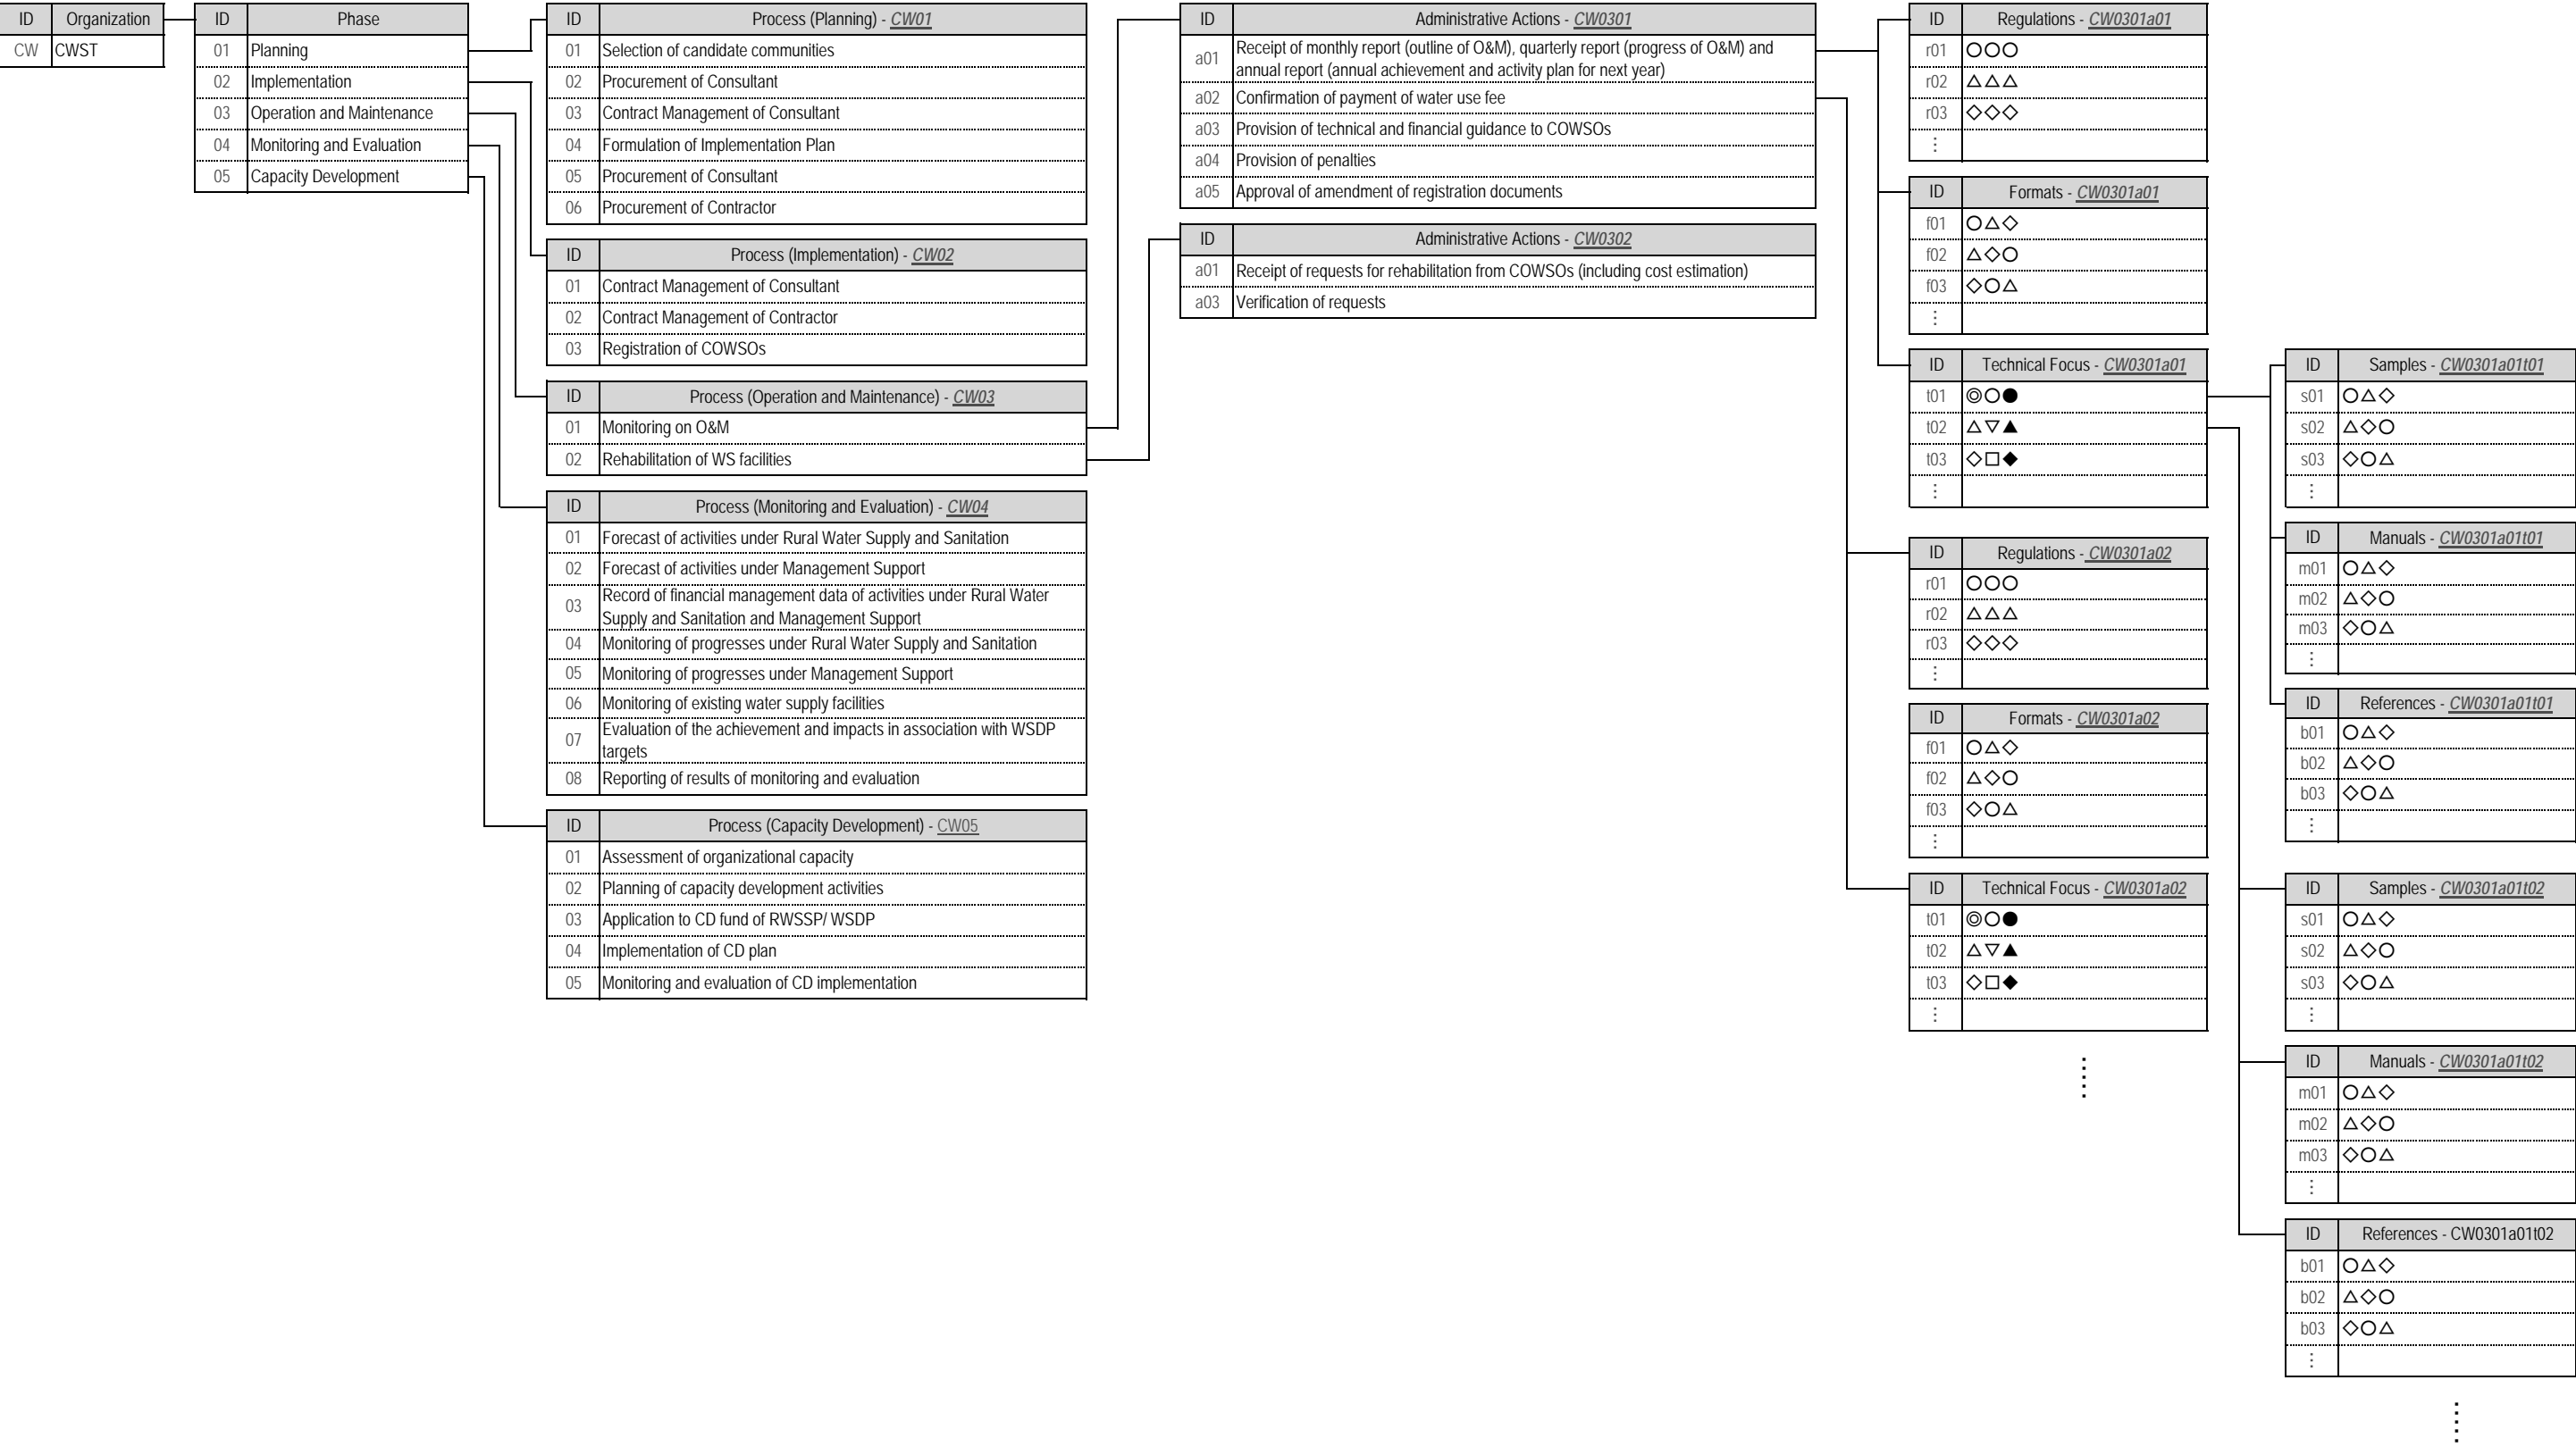 ID Organization
CW CWST
ID Phase
01 Planning
02 Implementation
03 Operation and Maintenance
04 Monitoring and Evaluation
05 Capacity Development
ID Process (Planning) - CW01
01 Selection of candidate communities
02 Procurement of Consultant
03 Contract Management of Consultant
04 Formulation of Implementation Plan
05 Procurement of Consultant
06 Procurement of Contractor
ID Process (Implementation) - CW02
01 Contract Management of Consultant
02 Contract Management of Contractor
03 Registration of COWSOs
ID Process (Operation and Maintenance) - CW03
01 Monitoring on O&M
02 Rehabilitation of WS facilities
ID Process (Monitoring and Evaluation) - CW04
01 Forecast of activities under Rural Water Supply and Sanitation
02 Forecast of activities under Management Support
03 Record of financial management data of activities under Rural Water
Supply and Sanitation and Management Support
04 Monitoring of progresses under Rural Water Supply and Sanitation
05 Monitoring of progresses under Management Support
06 Monitoring of existing water supply facilities
07 Evaluation of the achievement and impacts in association with WSDP
targets
08 Reporting of results of monitoring and evaluation
ID Process (Capacity Development) - CW05
01 Assessment of organizational capacity
02 Planning of capacity development activities
03 Application to CD fund of RWSSP/ WSDP
04 Implementation of CD plan
05 Monitoring and evaluation of CD implementation
ID Administrative Actions - CW0301
a01 Receipt of monthly report (outline of O&M), quarterly report (progress of O&M) and
annual report (annual achievement and activity plan for next year)
a02 Confirmation of payment of water use fee
a03 Provision of technical and financial guidance to COWSOs
a04 Provision of penalties
a05 Approval of amendment of registration documents
ID Administrative Actions - CW0302
a01 Receipt of requests for rehabilitation from COWSOs (including cost estimation)
a03 Verification of requests
ID Regulations - CW0301a01
r01 ○○○
r02 △△△
r03 ◇◇◇
⋮
ID Formats - CW0301a01
f01 ○△◇
f02 △◇○
f03 ◇○△
⋮
ID Technical Focus - CW0301a01
t01 ◎○●
t02 △▽▲
t03 ◇□◆
⋮
ID Regulations - CW0301a02
r01 ○○○
r02 △△△
r03 ◇◇◇
⋮
ID Formats - CW0301a02
f01 ○△◇
f02 △◇○
f03 ◇○△
⋮
ID Technical Focus - CW0301a02
t01 ◎○●
t02 △▽▲
t03 ◇□◆
⋮
ID Samples - CW0301a01t01
s01 ○△◇
s02 △◇○
s03 ◇○△
⋮
ID Manuals - CW0301a01t01
m01 ○△◇
m02 △◇○
m03 ◇○△
⋮
ID References - CW0301a01t01
b01 ○△◇
b02 △◇○
b03 ◇○△
⋮
ID Samples - CW0301a01t02
s01 ○△◇
s02 △◇○
s03 ◇○△
⋮
ID Manuals - CW0301a01t02
m01 ○△◇
m02 △◇○
m03 ◇○△
⋮
ID References - CW0301a01t02
b01 ○△◇
b02 △◇○
b03 ◇○△
⋮